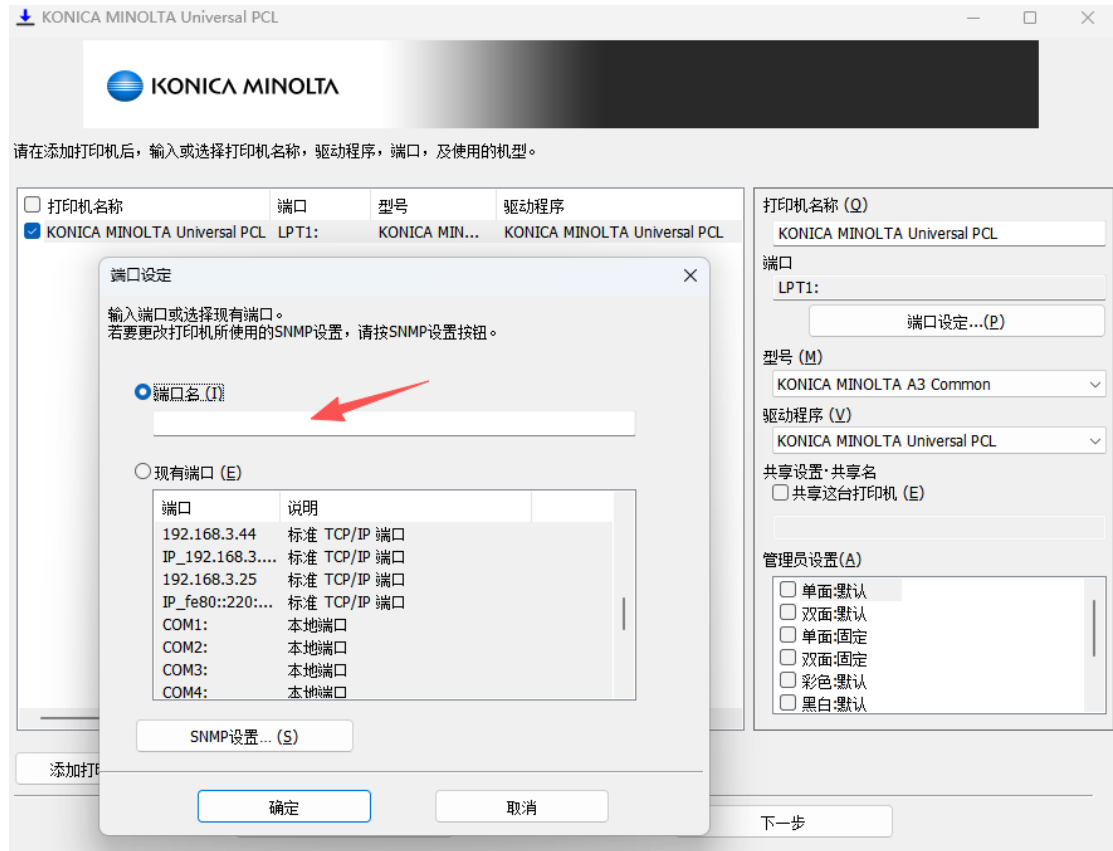 KONICA MINOLTA Universal PCL
KONICA MINOLTA
请在添加打印机后，输入或选择打印机名称，驱动程序，端口，及使用的机型。
打印机名称 端口 型号 驱动程序
KONICA MINOLTA Universal PCL LPT1: KONICA MIN... KONICA MINOLTA Universal PCL
端口设定
输入端口或选择现有端口。
若要更改打印机所使用的SNMP设置，请按SNMP设置按钮。
端口名 (I)
现有端口 (E)
端口 说明
192.168.3.44 标准 TCP/IP 端口
IP_192.168.3.... 标准 TCP/IP 端口
192.168.3.25 标准 TCP/IP 端口
IP_fe80::220:... 标准 TCP/IP 端口
COM1: 本地端口
COM2: 本地端口
COM3: 本地端口
COM4: 本地端口
SNMP设置... (S)
确定 取消
添加打
打印机名称 (Q)
KONICA MINOLTA Universal PCL
端口
LPT1:
端口设定...(P)
型号 (M)
KONICA MINOLTA A3 Common
驱动程序 (V)
KONICA MINOLTA Universal PCL
共享设置·共享名
共享这台打印机 (E)
管理员设置(A)
单面:默认
双面:默认
单面:固定
双面:固定
彩色:默认
黑白:默认
下一步